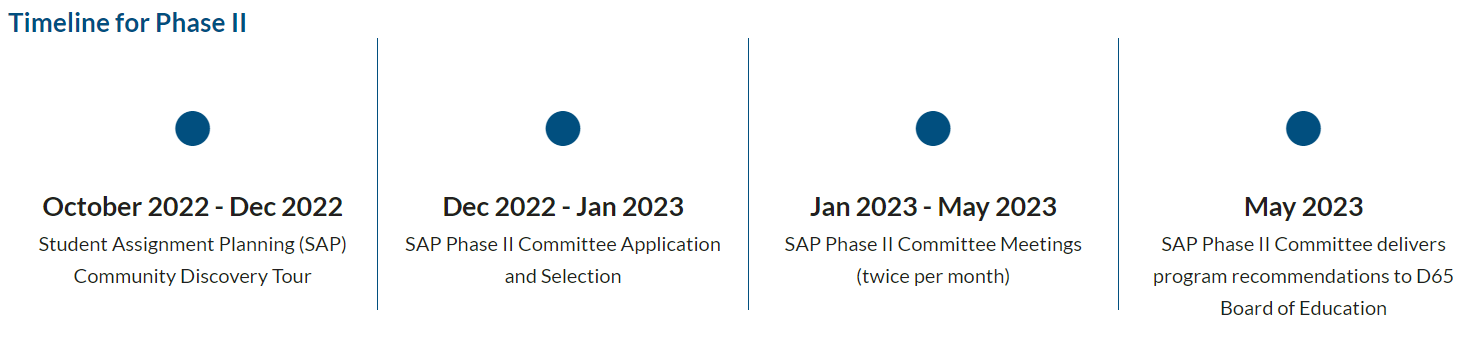 Timeline for Phase II
October 2022 - Dec 2022
Student Assignment Planning (SAP)
Community Discovery Tour
Dec 2022 - Jan 2023
SAP Phase II Committee Application
and Selection
Jan 2023 - May 2023
SAP Phase II Committee Meetings
(twice per month)
May 2023
SAP Phase II Committee delivers
program recommendations to D65
Board of Education